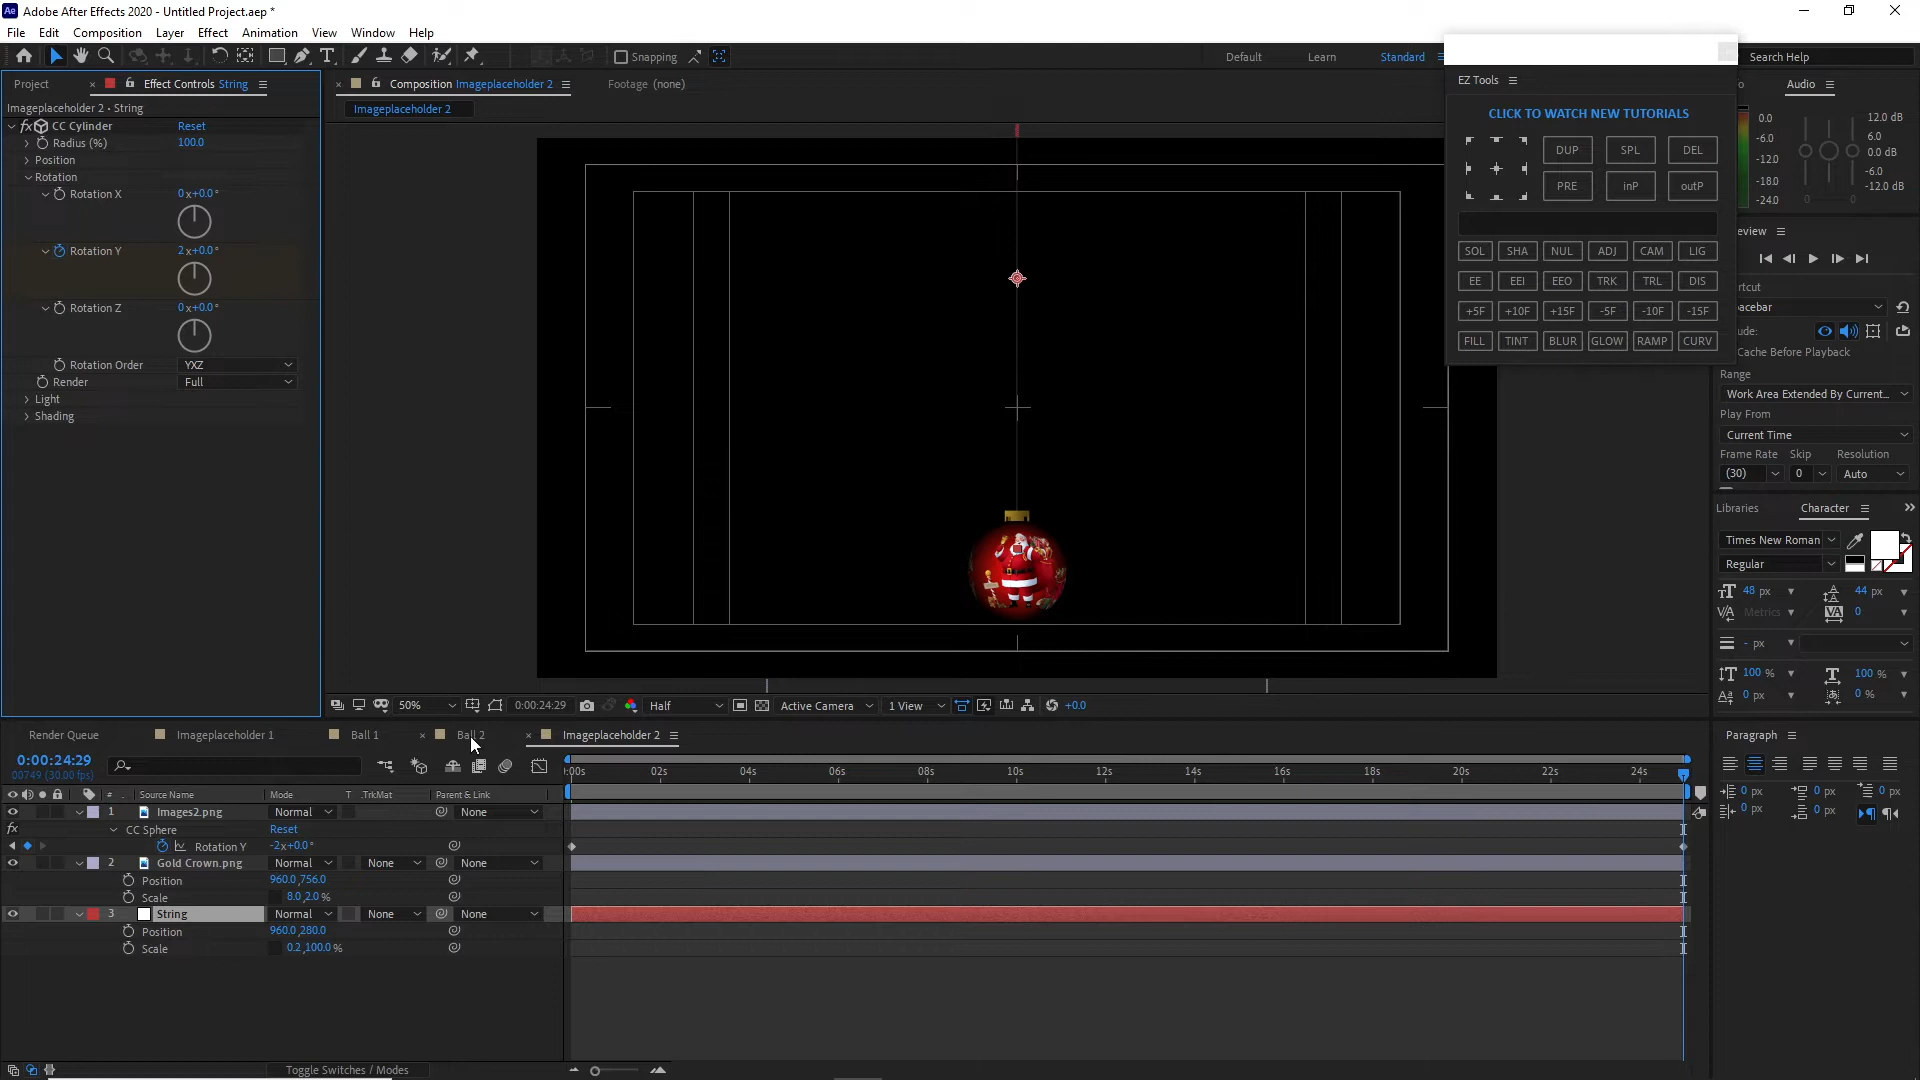 Adobe After Effects 2020 - Untitled Project.aep *
File Edit Composition Layer Effect Animation View Window Help
Snapping
Default Learn Standard Search Help
Project Effect Controls String
Composition Imageplaceholder 2 Footage (none)
EZ Tools
Audio
Imageplaceholder 2 • String
Imageplaceholder 2
CC Cylinder Reset
Radius (%) 100.0
Position
Rotation
Rotation X 0x+0.0°
Rotation Y 2x+0.0°
Rotation Z 0x+0.0°
Rotation Order YXZ
Render Full
Light
Shading
CLICK TO WATCH NEW TUTORIALS
DUP SPL DEL
PRE inP outP
SOL SHA NUL ADJ CAM LIG
EE EEI EEO TRK TRL DIS
+5F +10F +15F -5F -10F -15F
FILL TINT BLUR GLOW RAMP CURV
0.0 12.0 dB
-6.0 6.0
-12.0 0.0 dB
-18.0 -6.0
-24.0 -12.0 dB
0 0
eview
rtcut
pacebar
ude:
Cache Before Playback
Range
Work Area Extended By Current...
Play From
Current Time
Frame Rate Skip Resolution
(30) 0 Auto
Libraries Character
Times New Roman
Regular
48 px 44 px
Metrics 0
- px
100 % 100 %
0 px 0 %
50% 0:00:24:29 Half Active Camera 1 View +0.0
Render Queue Imageplaceholder 1 Ball 1 Ball 2 Imageplaceholder 2
0:00:24:29
00749 (30.00 fps)
:00s 02s 04s 06s 08s 10s 12s 14s 16s 18s 20s 22s 24s
# Source Name Mode T .TrkMat Parent & Link
1 Images2.png Normal None
fx CC Sphere Reset
Rotation Y -2x+0.0°
2 Gold Crown.png Normal None None
Position 960.0,756.0
Scale 8.0,2.0 %
3 String Normal None None
Position 960.0,280.0
Scale 0.2,100.0 %
Toggle Switches / Modes
Paragraph
0 px 0 px 0 px
0 px 0 px